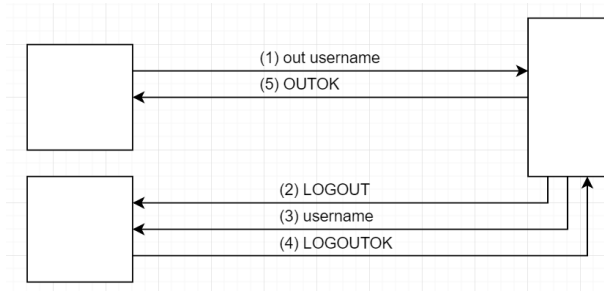 (1) out username
(5) OUTOK
(2) LOGOUT
(3) username
(4) LOGOUTOK